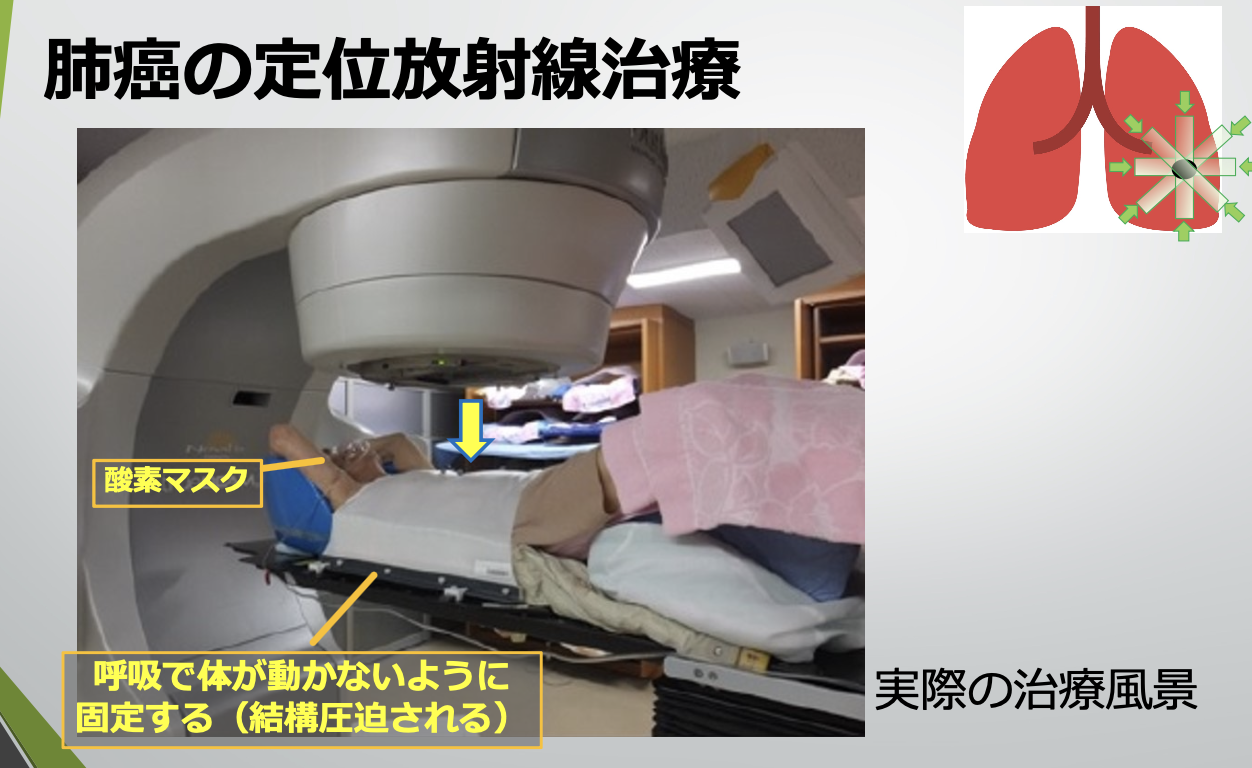 肺癌の定位放射線治療
酸素マスク
呼吸で体が動かないように
固定する（結構圧迫される）
実際の治療風景